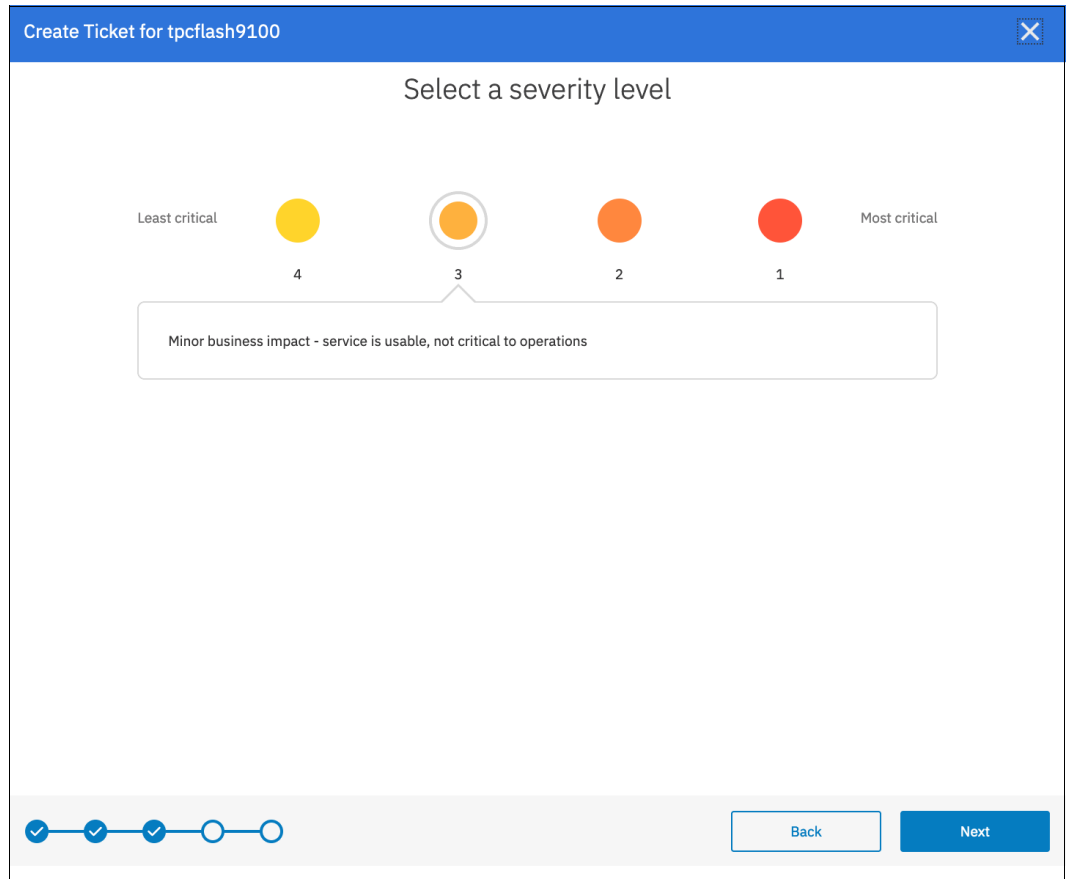 Create Ticket for tpcflash9100
Select a severity level
Least critical
Most critical
4
3
2
1
Minor business impact - service is usable, not critical to operations
Back
Next